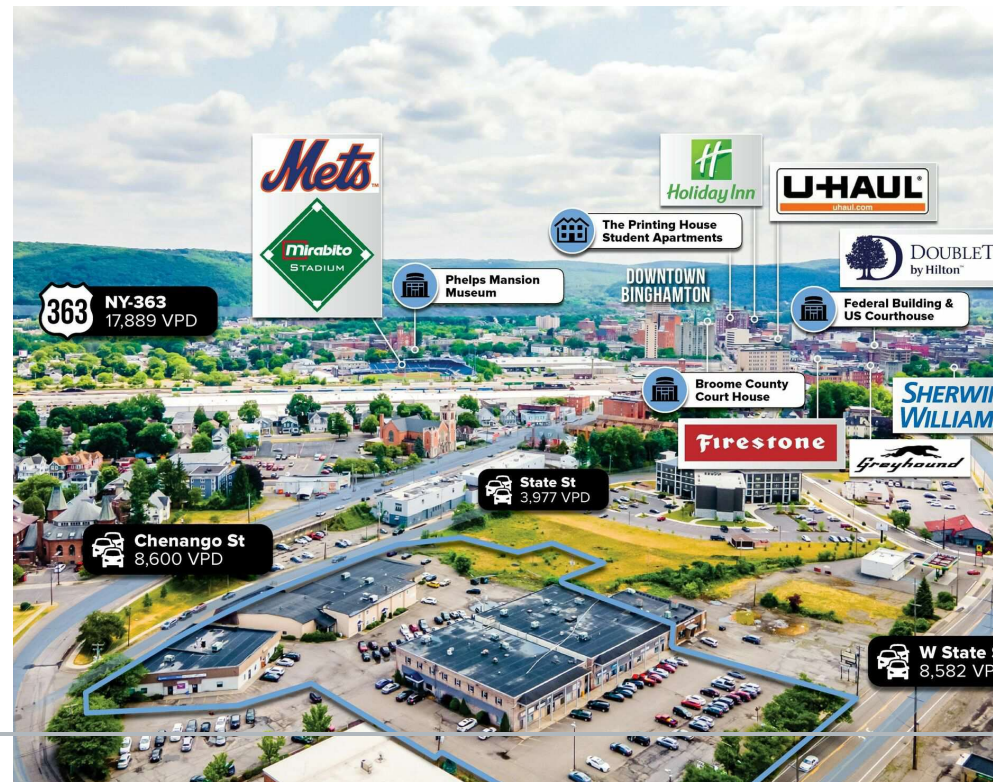 Mets
mirabito
STADIUM
Holiday Inn
U-HAUL
uhaul.com
The Printing House
Student Apartments
DOUBLET
by Hilton
Phelps Mansion
Museum
DOWNTOWN
BINGHAMTON
363
NY-363
17,889 VPD
Federal Building &
US Courthouse
Broome County
Court House
SHERWI
WILLIAM
Firestone
Greyhound
State St
3,977 VPD
Chenango St
8,600 VPD
W State S
8,582 VP